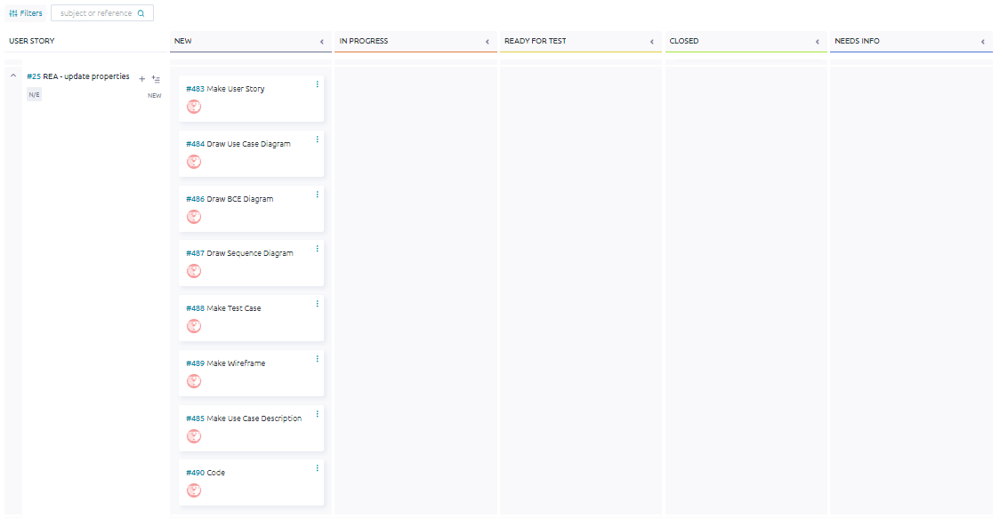 Filters subject or reference
USER STORY NEW IN PROGRESS READY FOR TEST CLOSED NEEDS INFO
#25 REA - update properties
N/E NEW
#483 Make User Story
#484 Draw Use Case Diagram
#486 Draw BCE Diagram
#487 Draw Sequence Diagram
#488 Make Test Case
#489 Make Wireframe
#485 Make Use Case Description
#490 Code